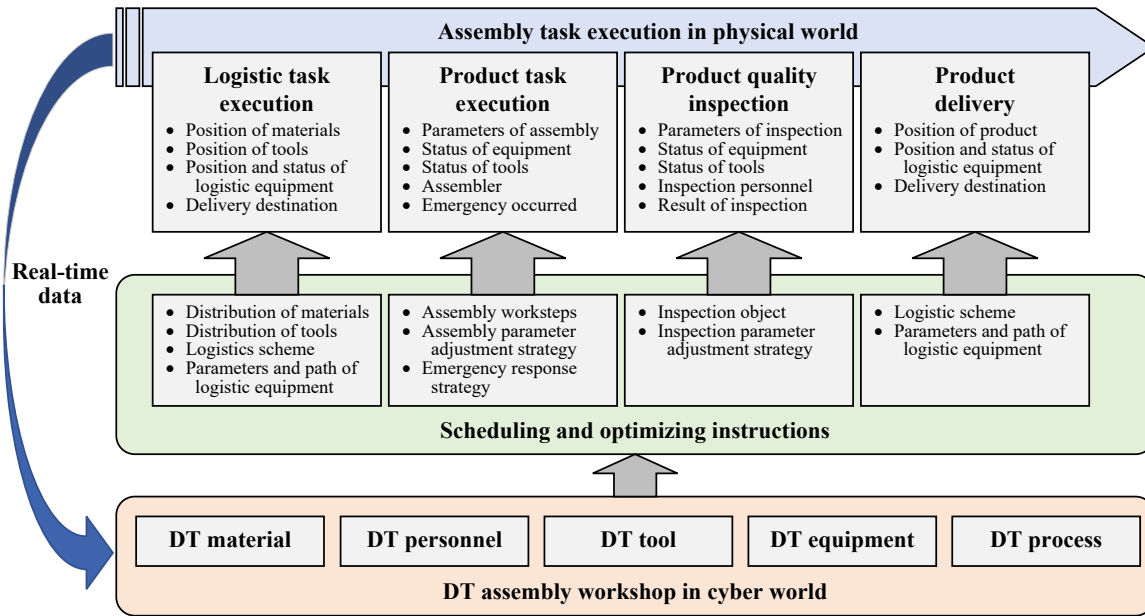 Assembly task execution in physical world
Logistic task
execution
• Position of materials
• Position of tools
• Position and status of
logistic equipment
• Delivery destination
Product task
execution
• Parameters of assembly
• Status of equipment
• Status of tools
• Assembler
• Emergency occurred
Product quality
inspection
• Parameters of inspection
• Status of equipment
• Status of tools
• Inspection personnel
• Result of inspection
Product
delivery
• Position of product
• Position and status of
logistic equipment
• Delivery destination
Real-time
data
• Distribution of materials
• Distribution of tools
• Logistics scheme
• Parameters and path of
logistic equipment
• Assembly worksteps
• Assembly parameter
adjustment strategy
• Emergency response
strategy
• Inspection object
• Inspection parameter
adjustment strategy
• Logistic scheme
• Parameters and path of
logistic equipment
Scheduling and optimizing instructions
DT material
DT personnel
DT tool
DT equipment
DT process
DT assembly workshop in cyber world